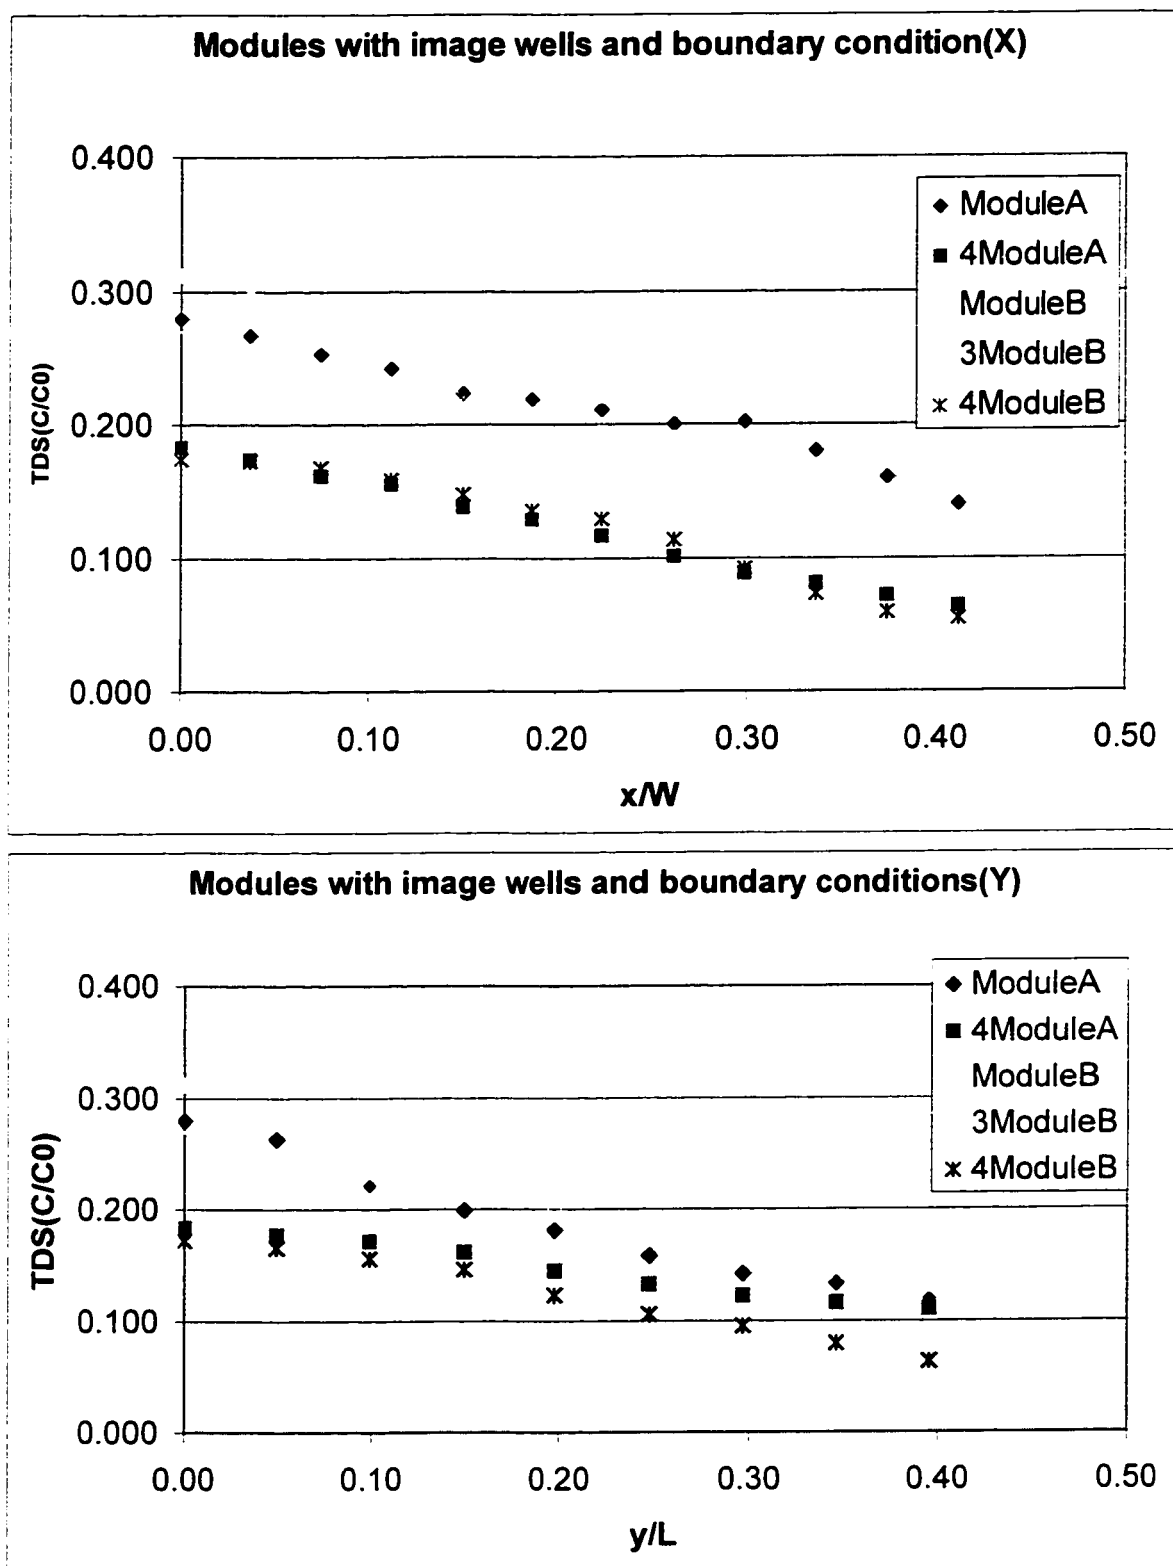 Modules with image wells and boundary condition(X)
0.400
0.300
0.200
0.100
0.000
TDS(C/C0)
ModuleA
4ModuleA
ModuleB
3ModuleB
4ModuleB
0.00 0.10 0.20 0.30 0.40 0.50
x/W
Modules with image wells and boundary conditions(Y)
0.400
0.300
0.200
0.100
0.000
TDS(C/C0)
ModuleA
4ModuleA
ModuleB
3ModuleB
4ModuleB
0.00 0.10 0.20 0.30 0.40 0.50
y/L